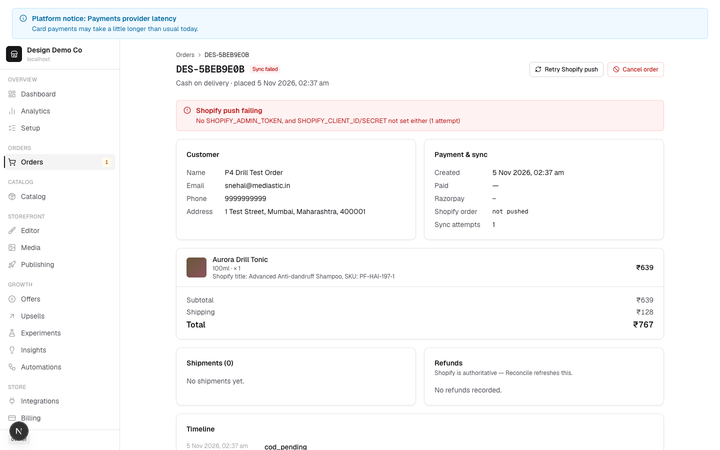 Platform notice: Payments provider latency
Card payments may take a little longer than usual today.
Design Demo Co
localhost
OVERVIEW
Dashboard
Analytics
Setup
ORDERS
Orders 1
CATALOG
Catalog
STOREFRONT
Editor
Media
Publishing
GROWTH
Offers
Upsells
Experiments
Insights
Automations
STORE
Integrations
Billing
N
Orders > DES-5BEB9E0B
DES-5BEB9E0B Sync failed
Retry Shopify push
Cancel order
Cash on delivery · placed 5 Nov 2026, 02:37 am
Shopify push failing
No SHOPIFY_ADMIN_TOKEN, and SHOPIFY_CLIENT_ID/SECRET not set either (1 attempt)
Customer
Name P4 Drill Test Order
Email snehal@mediastic.in
Phone 9999999999
Address 1 Test Street, Mumbai, Maharashtra, 400001
Payment & sync
Created 5 Nov 2026, 02:37 am
Paid —
Razorpay –
Shopify order not pushed
Sync attempts 1
Aurora Drill Tonic
100ml · × 1
Shopify title: Advanced Anti-dandruff Shampoo, SKU: PF-HAI-197-1
₹639
Subtotal ₹639
Shipping ₹128
Total ₹767
Shipments (0)
No shipments yet.
Refunds
Shopify is authoritative — Reconcile refreshes this.
No refunds recorded.
Timeline
5 Nov 2026, 02:37 am cod_pending